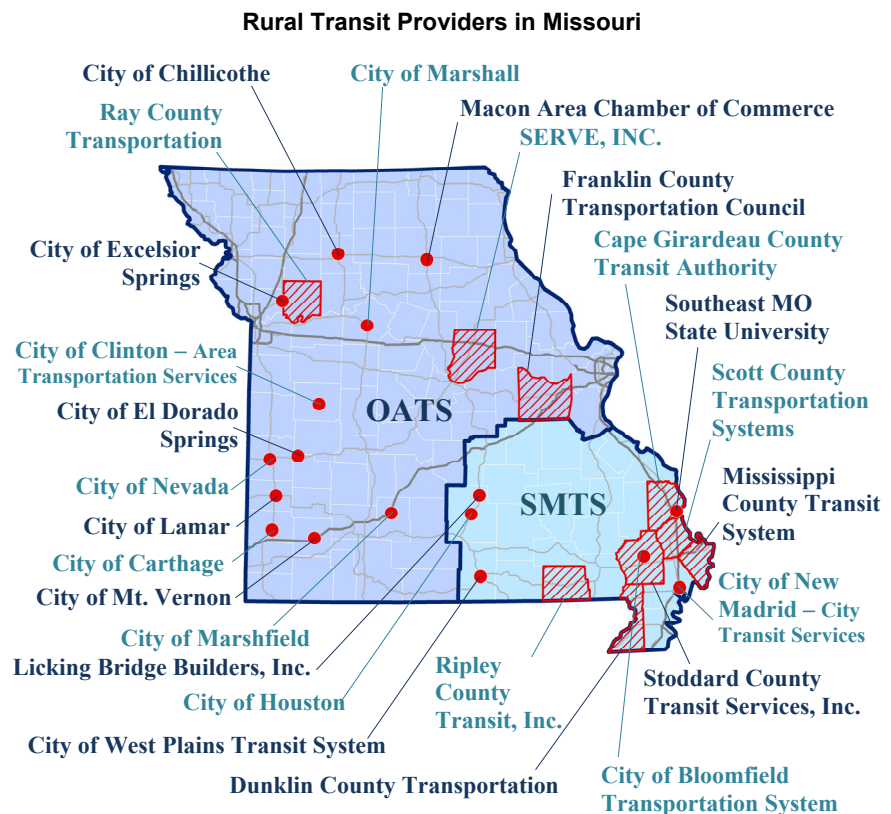 Rural Transit Providers in Missouri
City of Chillicothe
City of Marshall
Ray County
Transportation
Macon Area Chamber of Commerce
SERVE, INC.
Franklin County
Transportation Council
City of Excelsior
Springs
Cape Girardeau County
Transit Authority
Southeast MO
State University
City of Clinton – Area
Transportation Services
Scott County
Transportation
Systems
City of El Dorado
Springs
OATS
City of Nevada
SMTS
Mississippi
County Transit
System
City of Lamar
City of Carthage
City of Mt. Vernon
City of New
Madrid – City
Transit Services
City of Marshfield
Licking Bridge Builders, Inc.
Ripley
County
Transit, Inc.
Stoddard County
Transit Services, Inc.
City of Houston
City of West Plains Transit System
Dunklin County Transportation
City of Bloomfield
Transportation System